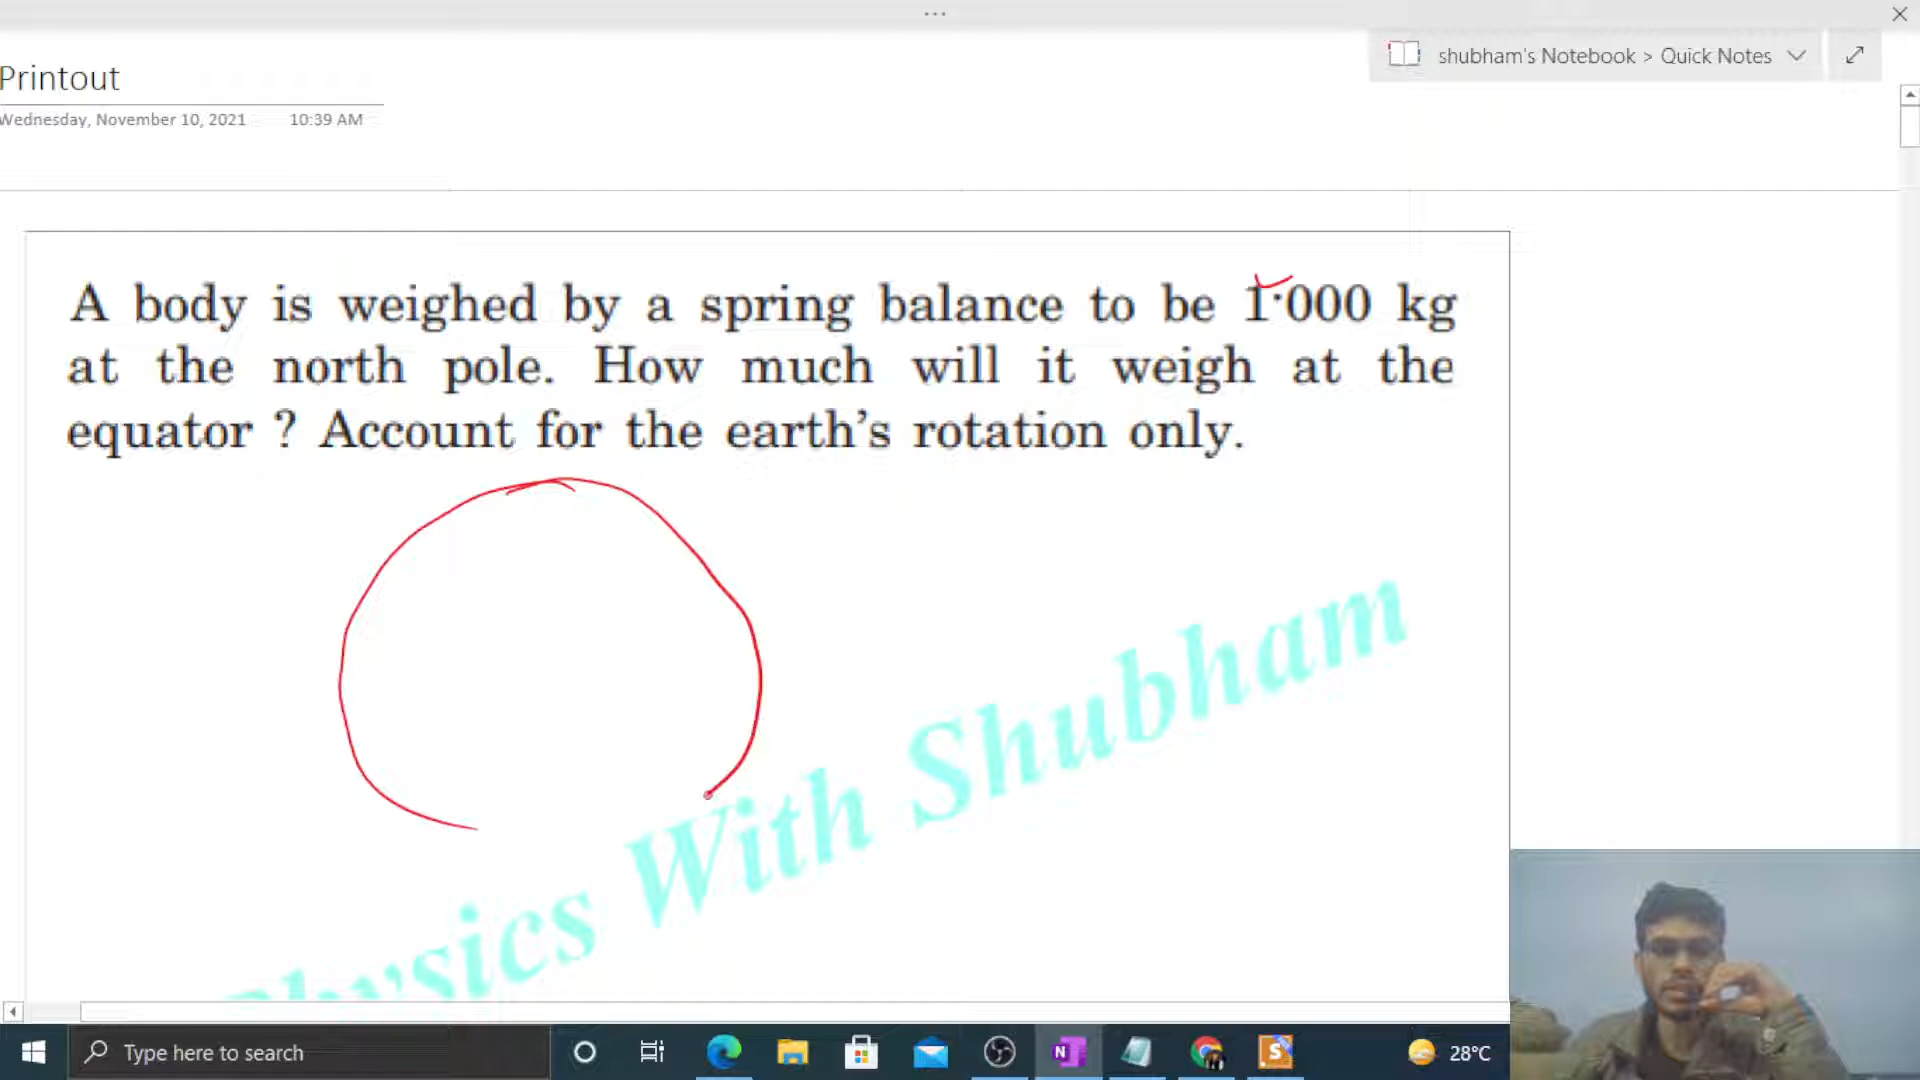 ...
shubham's Notebook > Quick Notes
Printout
Wednesday, November 10, 2021 10:39 AM
A body is weighed by a spring balance to be 1·000 kg
at the north pole. How much will it weigh at the
equator ? Account for the earth's rotation only.
Physics With Shubham
Type here to search
N
S
28°C